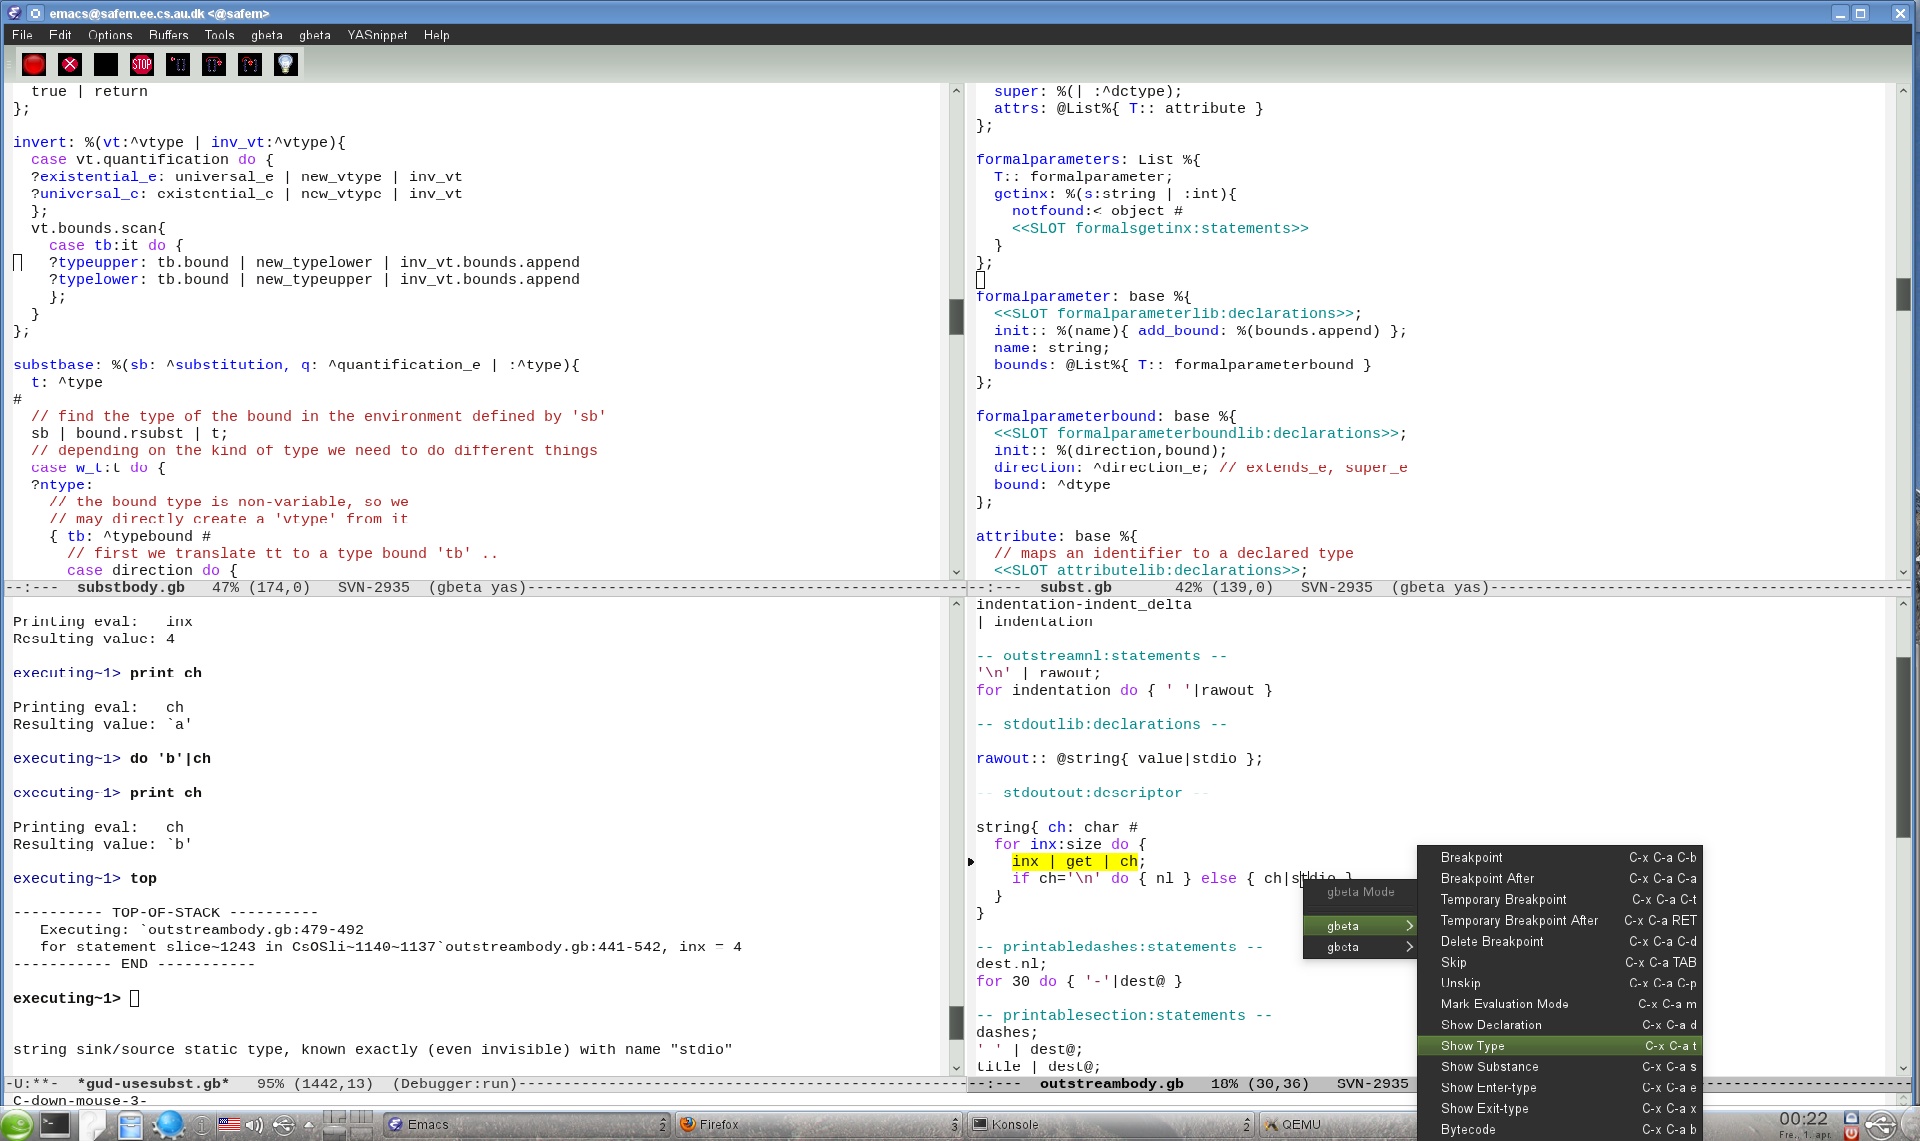 emacs@safem.ee.cs.au.dk <@safem>
File Edit Options Buffers Tools gbeta gbeta YASnippet Help
STOP
true | return
};
invert: %(vt:^vtype | inv_vt:^vtype){
case vt.quantification do {
?existential_e: universal_e | new_vtype | inv_vt
?universal_e: existential_e | new_vtype | inv_vt
};
vt.bounds.scan{
case tb:it do {
?typeupper: tb.bound | new_typelower | inv_vt.bounds.append
?typelower: tb.bound | new_typeupper | inv_vt.bounds.append
};
}
};
substbase: %(sb: ^substitution, q: ^quantification_e | :^type){
t: ^type
#
// find the type of the bound in the environment defined by 'sb'
sb | bound.rsubst | t;
// depending on the kind of type we need to do different things
case w_t:t do {
?ntype:
// the bound type is non-variable, so we
// may directly create a 'vtype' from it
{ tb: ^typebound #
// first we translate tt to a type bound 'tb' ..
case direction do {
--:--- substbody.gb 47% (174,0) SVN-2935 (gbeta yas)
super: %(| :^dctype);
attrs: @List%{ T:: attribute }
};
formalparameters: List %{
T:: formalparameter;
getinx: %(s:string | :int){
notfound:< object #
<<SLOT formalsgetinx:statements>>
}
};
formalparameter: base %{
<<SLOT formalparameterlib:declarations>>;
init:: %(name){ add_bound: %(bounds.append) };
name: string;
bounds: @List%{ T:: formalparameterbound }
};
formalparameterbound: base %{
<<SLOT formalparameterboundlib:declarations>>;
init:: %(direction,bound);
direction: ^direction_e; // extends_e, super_e
bound: ^dtype
};
attribute: base %{
// maps an identifier to a declared type
<<SLOT attributelib:declarations>>;
--:--- subst.gb 42% (139,0) SVN-2935 (gbeta yas)
Printing eval: inx
Resulting value: 4
executing~1> print ch
Printing eval: ch
Resulting value: `a'
executing~1> do 'b'|ch
executing~1> print ch
Printing eval: ch
Resulting value: `b'
executing~1> top
---------- TOP-OF-STACK ----------
Executing: `outstreambody.gb:479-492
for statement slice~1243 in CsOSli~1140~1137`outstreambody.gb:441-542, inx = 4
----------- END -----------
executing~1>
string sink/source static type, known exactly (even invisible) with name "stdio"
-U:**- *gud-usesubst.gb* 95% (1442,13) (Debugger:run)
C-down-mouse-3-
indentation-indent_delta
| indentation
-- outstreamnl:statements --
'\n' | rawout;
for indentation do { ' '|rawout }
-- stdoutlib:declarations --
rawout:: @string{ value|stdio };
-- stdoutout:descriptor --
string{ ch: char #
for inx:size do {
inx | get | ch;
if ch='\n' do { nl } else { ch|stdio }
}
}
-- printabledashes:statements --
dest.nl;
for 30 do { '-'|dest@ }
-- printablesection:statements --
dashes;
' ' | dest@;
title | dest@;
--:--- outstreambody.gb 18% (30,36) SVN-2935
gbeta Mode
gbeta
gbeta
Breakpoint C-x C-a C-b
Breakpoint After C-x C-a C-a
Temporary Breakpoint C-x C-a C-t
Temporary Breakpoint After C-x C-a RET
Delete Breakpoint C-x C-a C-d
Skip C-x C-a TAB
Unskip C-x C-a C-p
Mark Evaluation Mode C-x C-a m
Show Declaration C-x C-a d
Show Type C-x C-a t
Show Substance C-x C-a s
Show Enter-type C-x C-a e
Show Exit-type C-x C-a x
Bytecode C-x C-a b
Emacs 2
Firefox 3
Konsole 2
QEMU
00:22
Fre., 1. apr.